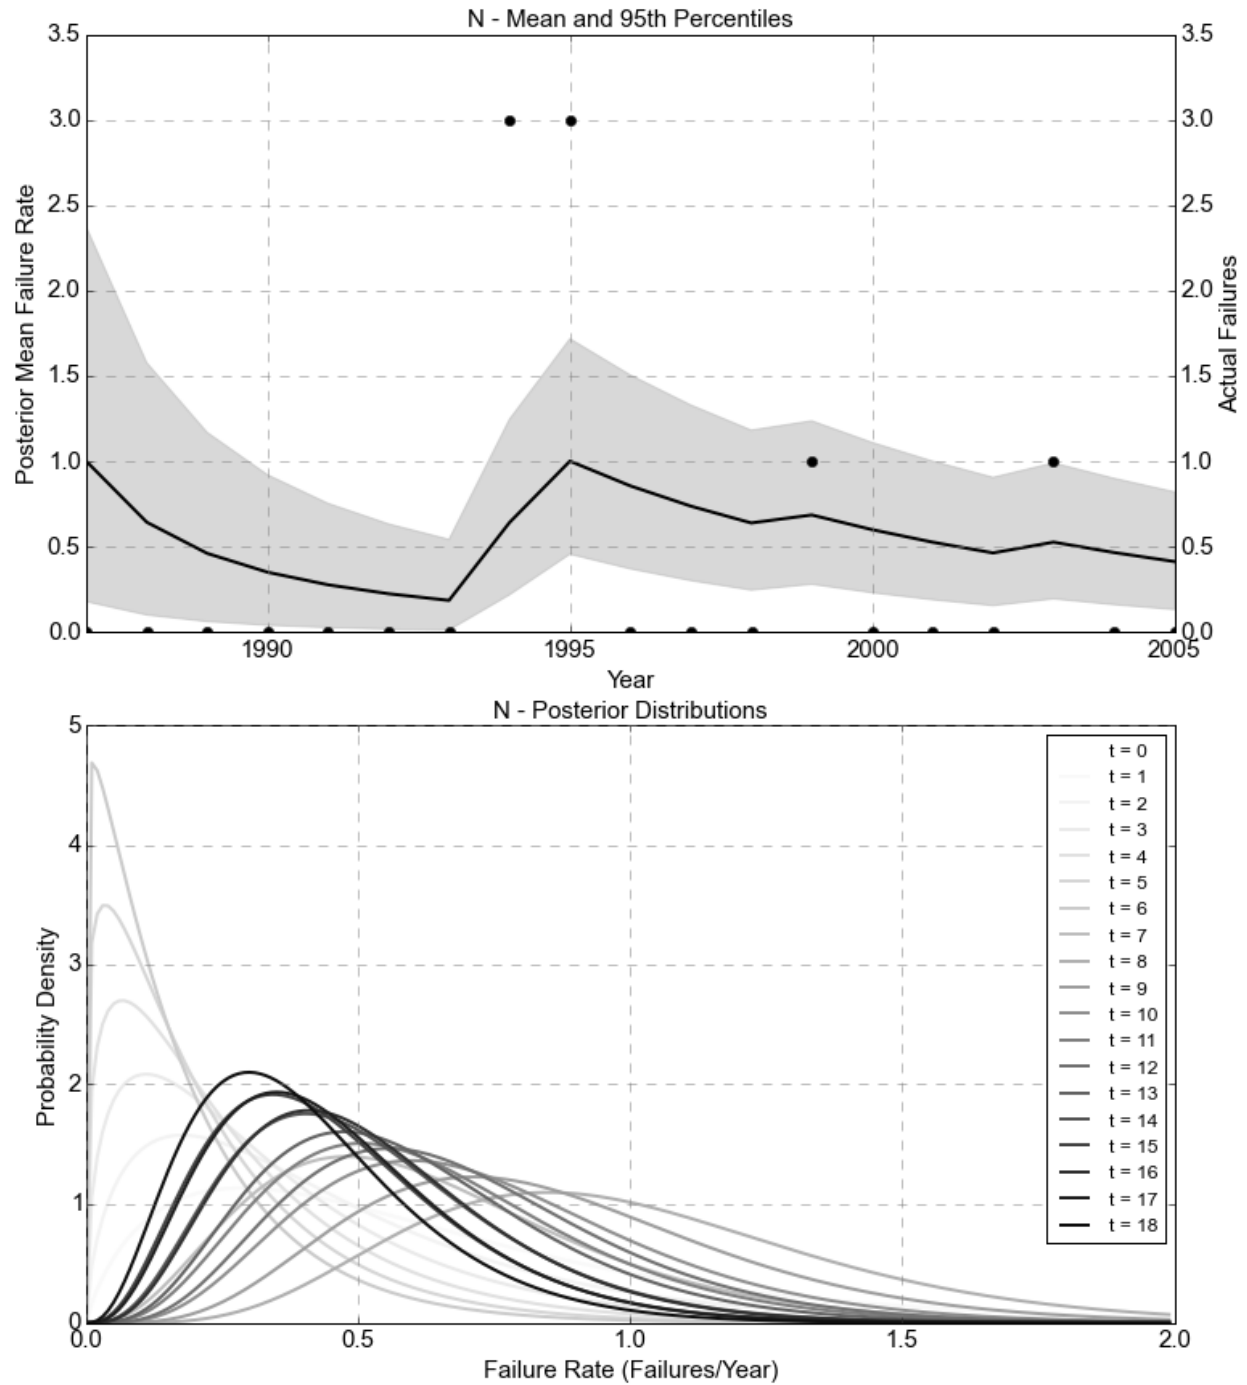 N - Mean and 95th Percentiles
3.5
3.0
2.5
2.0
1.5
1.0
0.5
0.0
Posterior Mean Failure Rate
3.5
3.0
2.5
2.0
1.5
1.0
0.5
0.0
Actual Failures
1990
1995
2000
2005
Year
N - Posterior Distributions
5
4
3
2
1
0
Probability Density
t = 0
t = 1
t = 2
t = 3
t = 4
t = 5
t = 6
t = 7
t = 8
t = 9
t = 10
t = 11
t = 12
t = 13
t = 14
t = 15
t = 16
t = 17
t = 18
0.0
0.5
1.0
1.5
2.0
Failure Rate (Failures/Year)